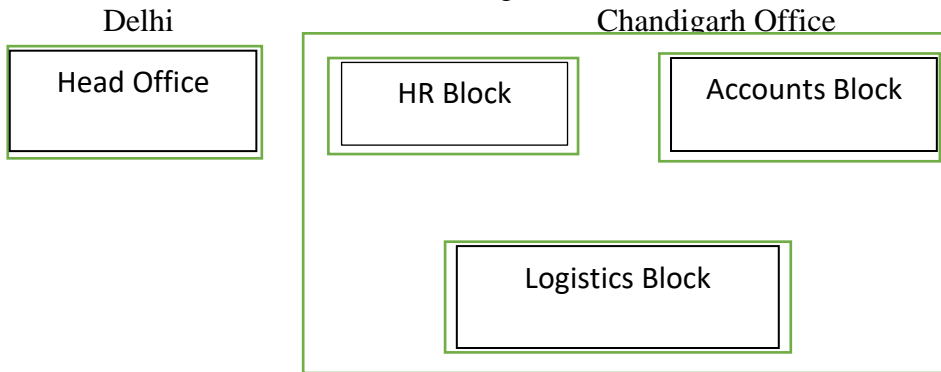 Delhi Chandigarh Office
Head Office
HR Block
Accounts Block
Logistics Block